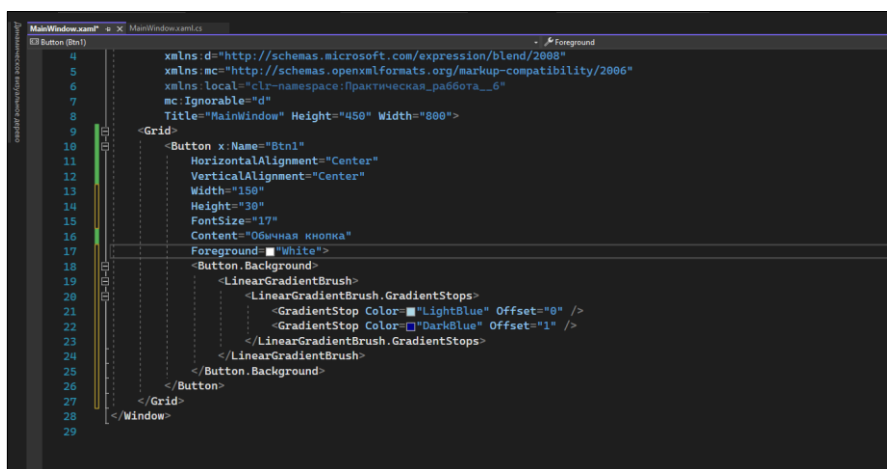 Динамическое визуальное дерево
MainWindow.xaml* MainWindow.xaml.cs
Button (Btn1) Foreground
4 xmlns:d="http://schemas.microsoft.com/expression/blend/2008"
5 xmlns:mc="http://schemas.openxmlformats.org/markup-compatibility/2006"
6 xmlns:local="clr-namespace:Практическая_раббота__6"
7 mc:Ignorable="d"
8 Title="MainWindow" Height="450" Width="800">
9 <Grid>
10 <Button x:Name="Btn1"
11 HorizontalAlignment="Center"
12 VerticalAlignment="Center"
13 Width="150"
14 Height="30"
15 FontSize="17"
16 Content="Обычная кнопка"
17 Foreground="White">
18 <Button.Background>
19 <LinearGradientBrush>
20 <LinearGradientBrush.GradientStops>
21 <GradientStop Color="LightBlue" Offset="0" />
22 <GradientStop Color="DarkBlue" Offset="1" />
23 </LinearGradientBrush.GradientStops>
24 </LinearGradientBrush>
25 </Button.Background>
26 </Button>
27 </Grid>
28 </Window>
29